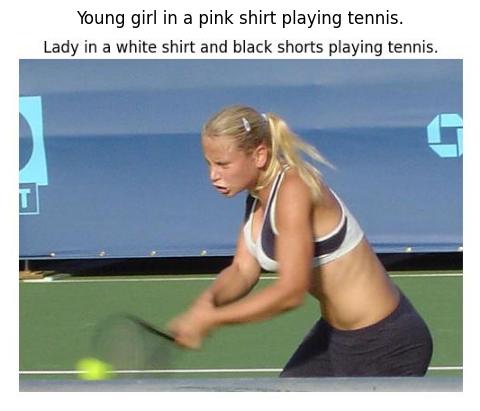 Young girl in a pink shirt playing tennis.
Lady in a white shirt and black shorts playing tennis.
T